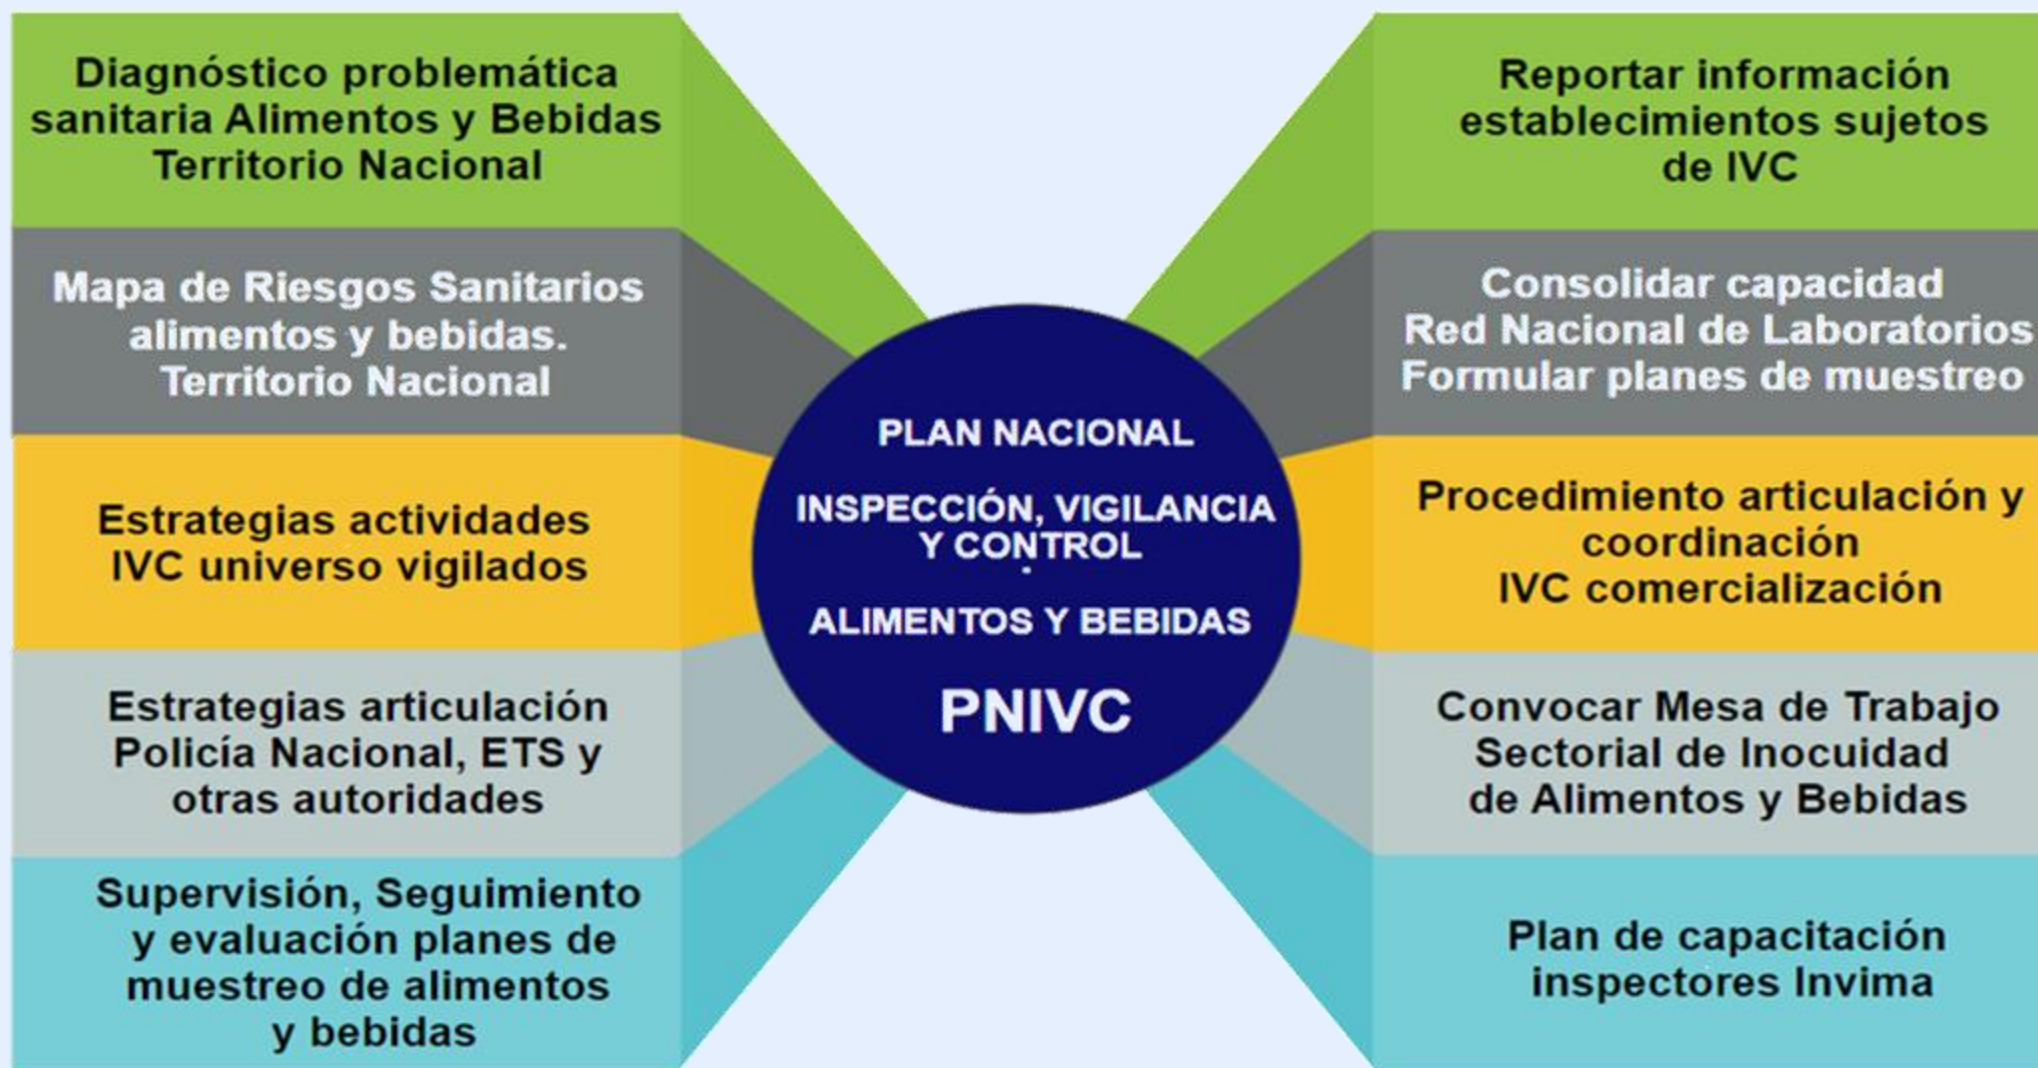 Diagnóstico problemática
sanitaria Alimentos y Bebidas
Territorio Nacional
Mapa de Riesgos Sanitarios
alimentos y bebidas.
Territorio Nacional
Estrategias actividades
IVC universo vigilados
Estrategias articulación
Policía Nacional, ETS y
otras autoridades
Supervisión, Seguimiento
y evaluación planes de
muestreo de alimentos
y bebidas
PLAN NACIONAL
INSPECCIÓN, VIGILANCIA
Y CONTROL
.
ALIMENTOS Y BEBIDAS
PNIVC
Reportar información
establecimientos sujetos
de IVC
Consolidar capacidad
Red Nacional de Laboratorios
Formular planes de muestreo
Procedimiento articulación y
coordinación
IVC comercialización
Convocar Mesa de Trabajo
Sectorial de Inocuidad
de Alimentos y Bebidas
Plan de capacitación
inspectores Invima